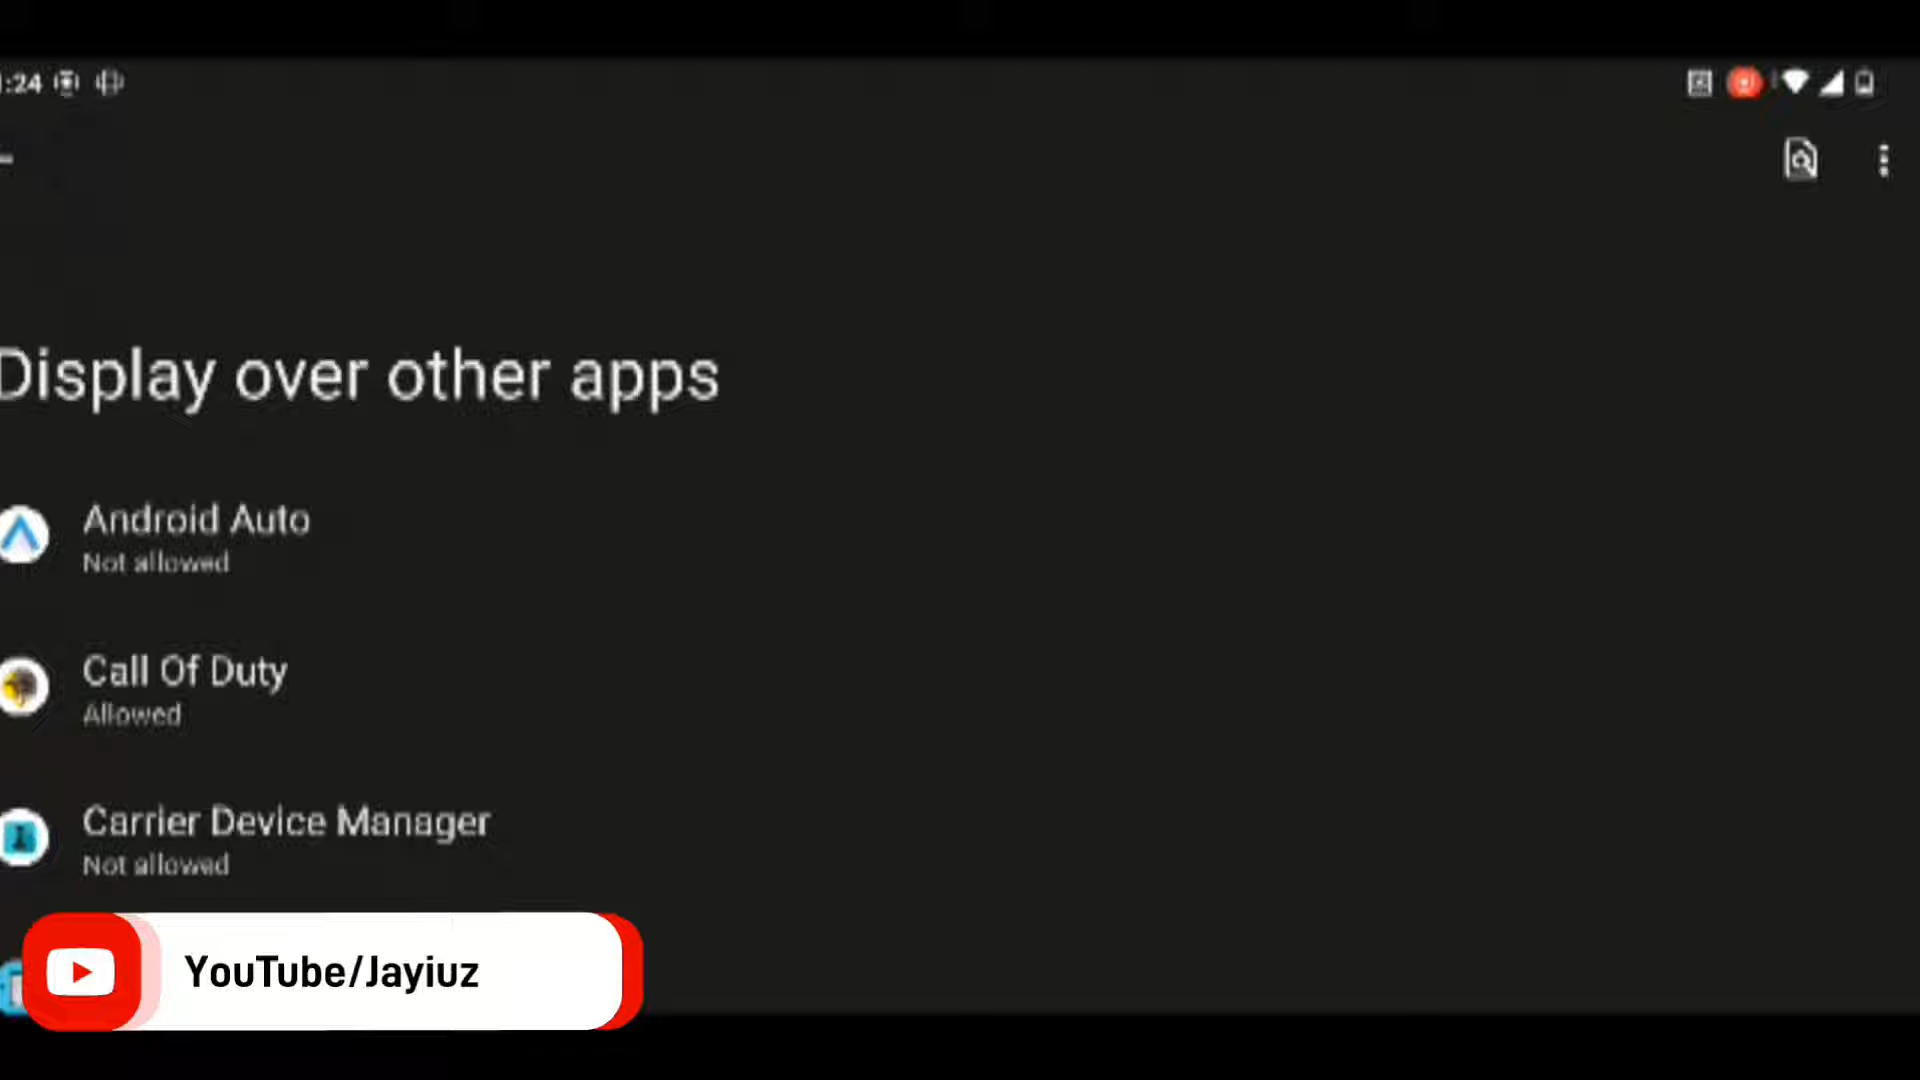 :24
Display over other apps
Android Auto
Not allowed
Call Of Duty
Allowed
Carrier Device Manager
Not allowed
YouTube/Jayiuz